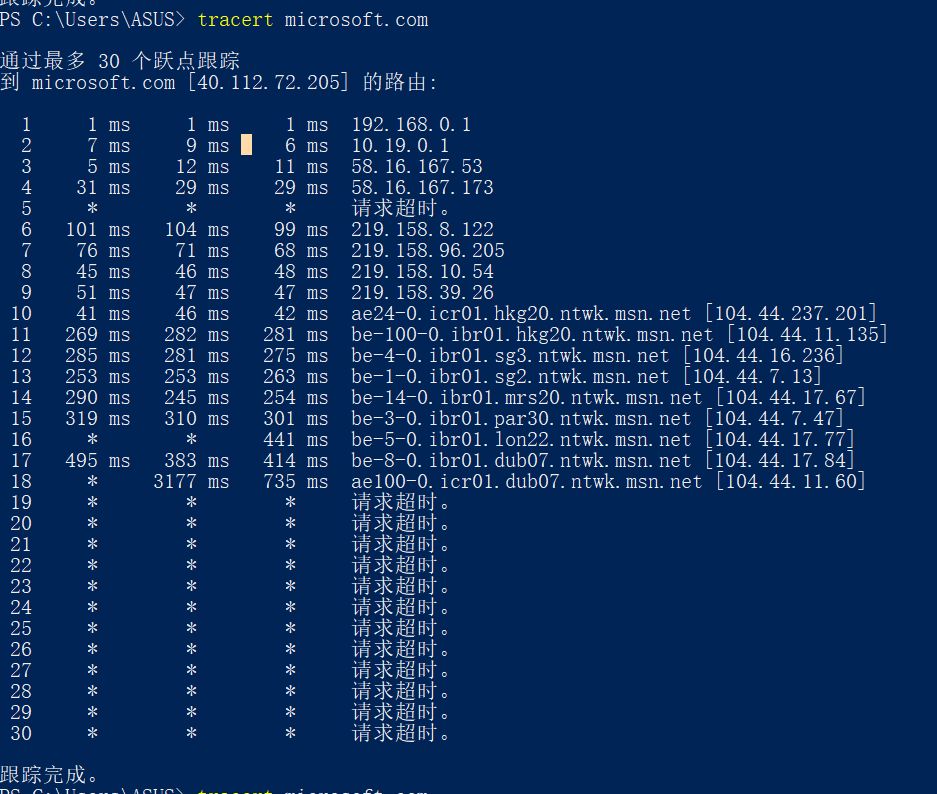 跟踪完成。
PS C:\Users\ASUS> tracert microsoft.com
通过最多 30 个跃点跟踪
到 microsoft.com [40.112.72.205] 的路由:
1 1 ms 1 ms 1 ms 192.168.0.1
2 7 ms 9 ms 6 ms 10.19.0.1
3 5 ms 12 ms 11 ms 58.16.167.53
4 31 ms 29 ms 29 ms 58.16.167.173
5 * * * 请求超时。
6 101 ms 104 ms 99 ms 219.158.8.122
7 76 ms 71 ms 68 ms 219.158.96.205
8 45 ms 46 ms 48 ms 219.158.10.54
9 51 ms 47 ms 47 ms 219.158.39.26
10 41 ms 46 ms 42 ms ae24-0.icr01.hkg20.ntwk.msn.net [104.44.237.201]
11 269 ms 282 ms 281 ms be-100-0.ibr01.hkg20.ntwk.msn.net [104.44.11.135]
12 285 ms 281 ms 275 ms be-4-0.ibr01.sg3.ntwk.msn.net [104.44.16.236]
13 253 ms 253 ms 263 ms be-1-0.ibr01.sg2.ntwk.msn.net [104.44.7.13]
14 290 ms 245 ms 254 ms be-14-0.ibr01.mrs20.ntwk.msn.net [104.44.17.67]
15 319 ms 310 ms 301 ms be-3-0.ibr01.par30.ntwk.msn.net [104.44.7.47]
16 * * 441 ms be-5-0.ibr01.lon22.ntwk.msn.net [104.44.17.77]
17 495 ms 383 ms 414 ms be-8-0.ibr01.dub07.ntwk.msn.net [104.44.17.84]
18 * 3177 ms 735 ms ae100-0.icr01.dub07.ntwk.msn.net [104.44.11.60]
19 * * * 请求超时。
20 * * * 请求超时。
21 * * * 请求超时。
22 * * * 请求超时。
23 * * * 请求超时。
24 * * * 请求超时。
25 * * * 请求超时。
26 * * * 请求超时。
27 * * * 请求超时。
28 * * * 请求超时。
29 * * * 请求超时。
30 * * * 请求超时。
跟踪完成。
PS C:\Users\ASUS> tracert microsoft.com